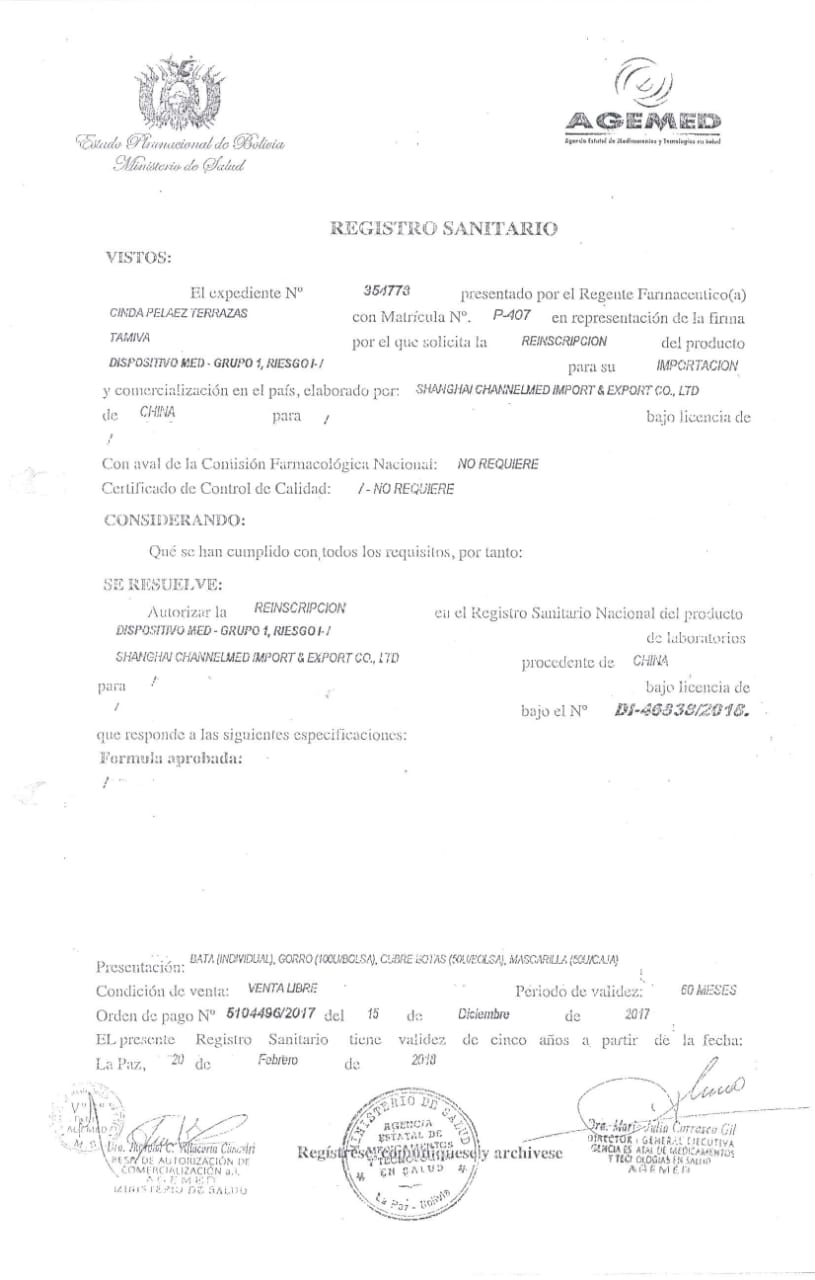 Estado Plurinacional de Bolivia
Ministerio de Salud
AGEMED
Agencia Estatal de Medicamentos y Tecnologías en Salud
REGISTRO SANITARIO
VISTOS:
El expediente Nº 354773 presentado por el Regente Farmaceutico(a)
CINDA PELAEZ TERRAZAS con Matrícula Nº. P-407 en representación de la firma
TAMIVA por el que solicita la REINSCRIPCION del producto
DISPOSITIVO MED - GRUPO 1, RIESGO I- / para su IMPORTACION
y comercialización en el país, elaborado por: SHANGHAI CHANNELMED IMPORT & EXPORT CO., LTD
de CHINA para / bajo licencia de
/
Con aval de la Comisión Farmacológica Nacional: NO REQUIERE
Certificado de Control de Calidad: / - NO REQUIERE
CONSIDERANDO:
Qué se han cumplido con todos los requisitos, por tanto:
SE RESUELVE:
Autorizar la REINSCRIPCION en el Registro Sanitario Nacional del producto
DISPOSITIVO MED - GRUPO 1, RIESGO I- / de laboratorios
SHANGHAI CHANNELMED IMPORT & EXPORT CO., LTD procedente de CHINA
para / bajo licencia de
/ bajo el Nº DI-46838/2018.
que responde a las siguientes especificaciones:
Formula aprobada:
/
Presentación: BATA (INDIVIDUAL), GORRO (100U/BOLSA), CUBRE BOTAS (50U/BOLSA), MASCARILLA (50U/CAJA)
Condición de venta: VENTA LIBRE Periodo de validez: 60 MESES
Orden de pago Nº 5104496/2017 del 15 de Diciembre de 2017
EL presente Registro Sanitario tiene validez de cinco años a partir de la fecha:
La Paz, 20 de Febrero de 2018
Regístrese, comuníquese y archívese
MINISTERIO DE SALUD
AGENCIA
ESTATAL DE
MEDICAMENTOS
Y TECNOLOGIAS
EN SALUD
La Paz - Bolivia
DE AUTORIZACIÓN DE
COMERCIALIZACIÓN a.i.
AGEMED
MINISTERIO DE SALUD
Dra. María Julia Carrasco Gil
DIRECTORA GENERAL EJECUTIVA
AGENCIA ESTATAL DE MEDICAMENTOS
Y TECNOLOGIAS EN SALUD
AGEMED